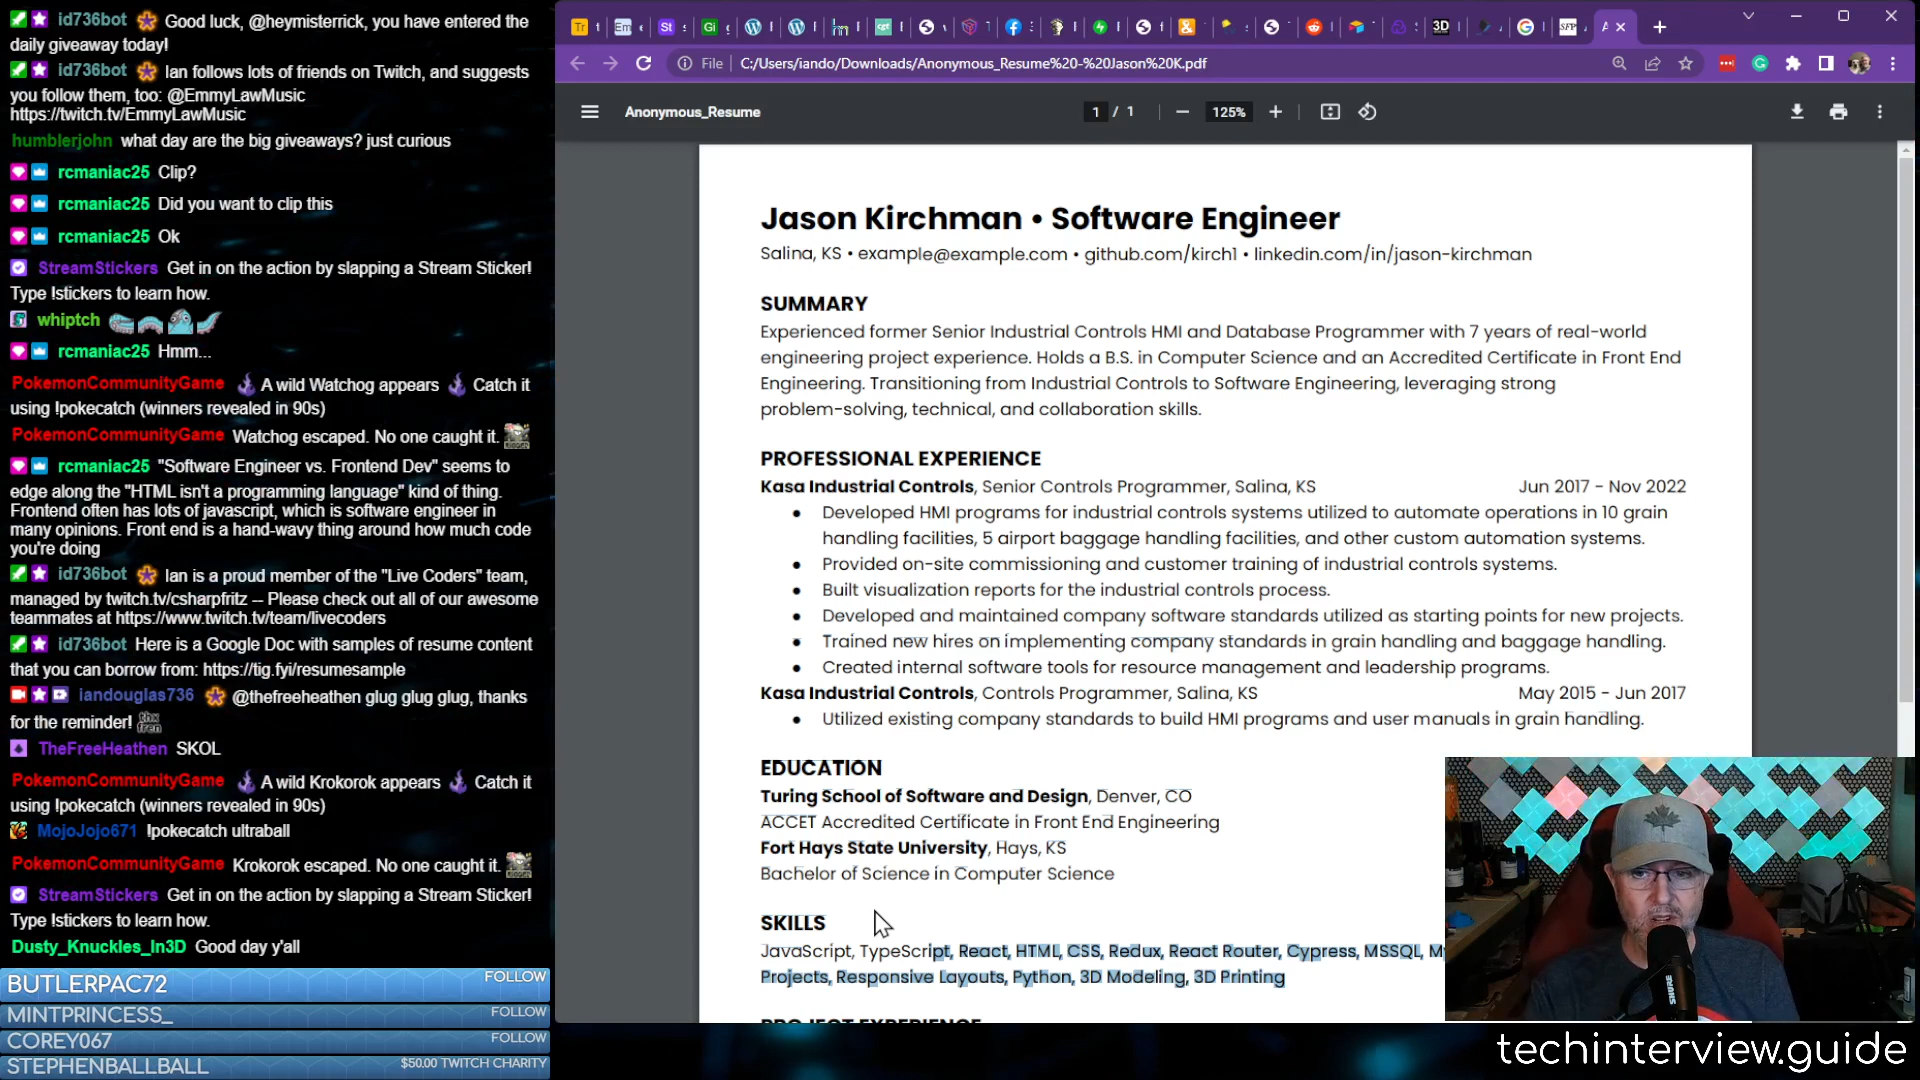 id736bot Good luck, @heymisterrick, you have entered the
daily giveaway today!
id736bot Ian follows lots of friends on Twitch, and suggests
you follow them, too: @EmmyLawMusic
https://twitch.tv/EmmyLawMusic
humblerjohn what day are the big giveaways? just curious
rcmaniac25 Clip?
rcmaniac25 Did you want to clip this
rcmaniac25 Ok
StreamStickers Get in on the action by slapping a Stream Sticker!
Type !stickers to learn how.
whiptch
rcmaniac25 Hmm...
PokemonCommunityGame A wild Watchog appears Catch it
using !pokecatch (winners revealed in 90s)
PokemonCommunityGame Watchog escaped. No one caught it.
rcmaniac25 "Software Engineer vs. Frontend Dev" seems to
edge along the "HTML isn't a programming language" kind of thing.
Frontend often has lots of javascript, which is software engineer in
many opinions. Front end is a hand-wavy thing around how much code
you're doing
id736bot Ian is a proud member of the "Live Coders" team,
managed by twitch.tv/csharpfritz -- Please check out all of our awesome
teammates at https://www.twitch.tv/team/livecoders
id736bot Here is a Google Doc with samples of resume content
that you can borrow from: https://tig.fyi/resumesample
iandouglas736 @thefreeheathen glug glug glug, thanks
for the reminder! thx fren
TheFreeHeathen SKOL
PokemonCommunityGame A wild Krokorok appears Catch it
using !pokecatch (winners revealed in 90s)
MojoJojo671 !pokecatch ultraball
PokemonCommunityGame Krokorok escaped. No one caught it.
StreamStickers Get in on the action by slapping a Stream Sticker!
Type !stickers to learn how.
Dusty_Knuckles_In3D Good day y'all
BUTLERPAC72 FOLLOW
MINTPRINCESS_ FOLLOW
COREY067 FOLLOW
STEPHENBALLBALL $50.00 TWITCH CHARITY
File C:/Users/iando/Downloads/Anonymous_Resume%20-%20Jason%20K.pdf
Anonymous_Resume 1 / 1 125%
Jason Kirchman • Software Engineer
Salina, KS • example@example.com • github.com/kirch1 • linkedin.com/in/jason-kirchman
SUMMARY
Experienced former Senior Industrial Controls HMI and Database Programmer with 7 years of real-world
engineering project experience. Holds a B.S. in Computer Science and an Accredited Certificate in Front End
Engineering. Transitioning from Industrial Controls to Software Engineering, leveraging strong
problem-solving, technical, and collaboration skills.
PROFESSIONAL EXPERIENCE
Kasa Industrial Controls, Senior Controls Programmer, Salina, KS Jun 2017 - Nov 2022
● Developed HMI programs for industrial controls systems utilized to automate operations in 10 grain
handling facilities, 5 airport baggage handling facilities, and other custom automation systems.
● Provided on-site commissioning and customer training of industrial controls systems.
● Built visualization reports for the industrial controls process.
● Developed and maintained company software standards utilized as starting points for new projects.
● Trained new hires on implementing company standards in grain handling and baggage handling.
● Created internal software tools for resource management and leadership programs.
Kasa Industrial Controls, Controls Programmer, Salina, KS May 2015 - Jun 2017
● Utilized existing company standards to build HMI programs and user manuals in grain handling.
EDUCATION
Turing School of Software and Design, Denver, CO
ACCET Accredited Certificate in Front End Engineering
Fort Hays State University, Hays, KS
Bachelor of Science in Computer Science
SKILLS
JavaScript, TypeScript, React, HTML, CSS, Redux, React Router, Cypress, MSSQL, My
Projects, Responsive Layouts, Python, 3D Modeling, 3D Printing
PROJECT EXPERIENCE
techinterview.guide